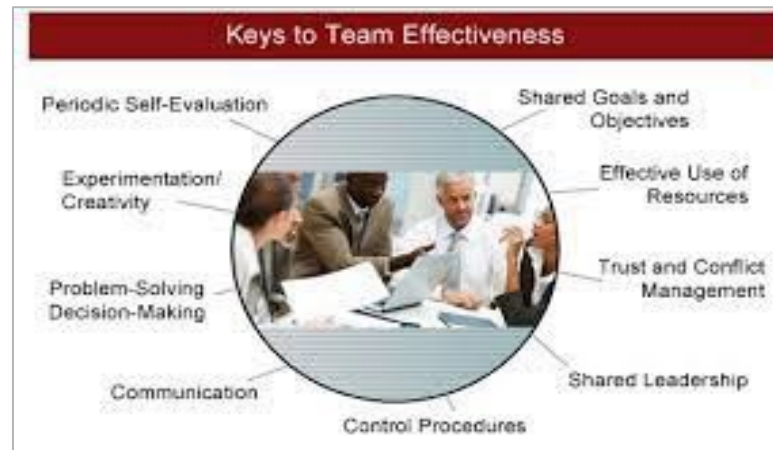 Keys to Team Effectiveness
Periodic Self-Evaluation
Shared Goals and
Objectives
Experimentation/
Creativity
Effective Use of
Resources
Problem-Solving
Decision-Making
Trust and Conflict
Management
Communication
Shared Leadership
Control Procedures